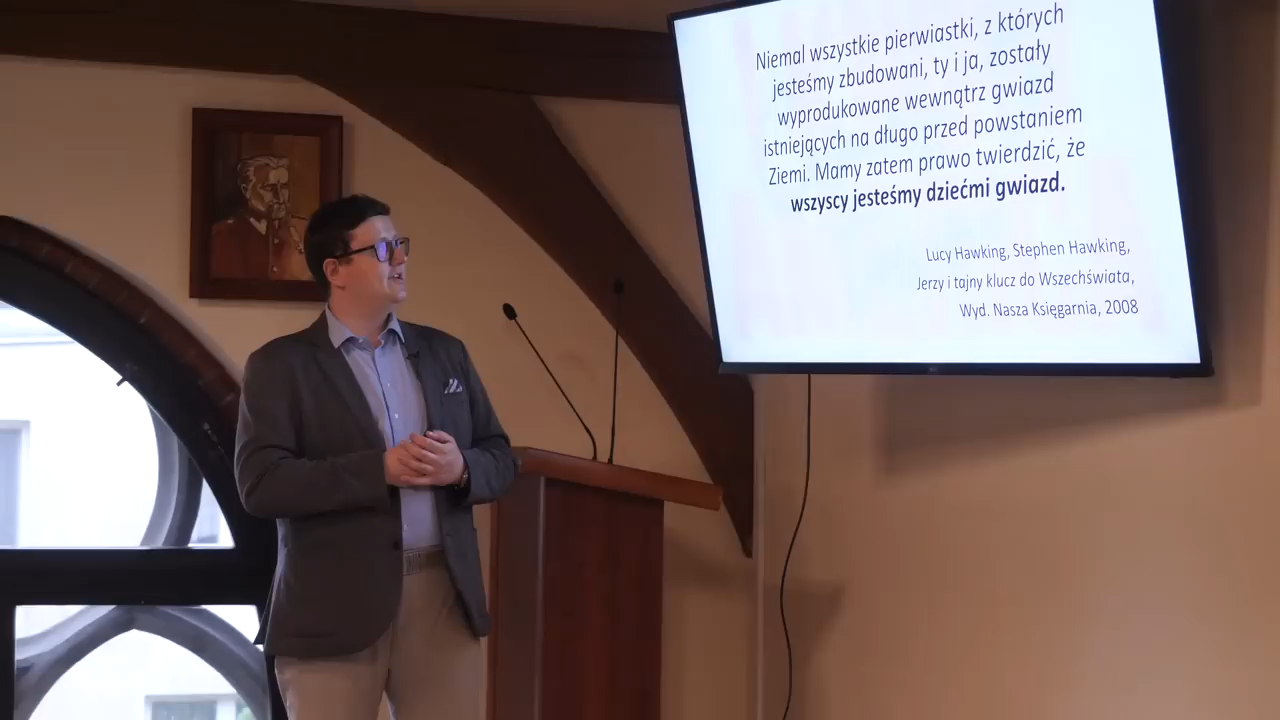 Niemal wszystkie pierwiastki, z których
jesteśmy zbudowani, ty i ja, zostały
wyprodukowane wewnątrz gwiazd
istniejących na długo przed powstaniem
Ziemi. Mamy zatem prawo twierdzić, że
wszyscy jesteśmy dziećmi gwiazd.
Lucy Hawking, Stephen Hawking,
Jerzy i tajny klucz do Wszechświata,
Wyd. Nasza Księgarnia, 2008